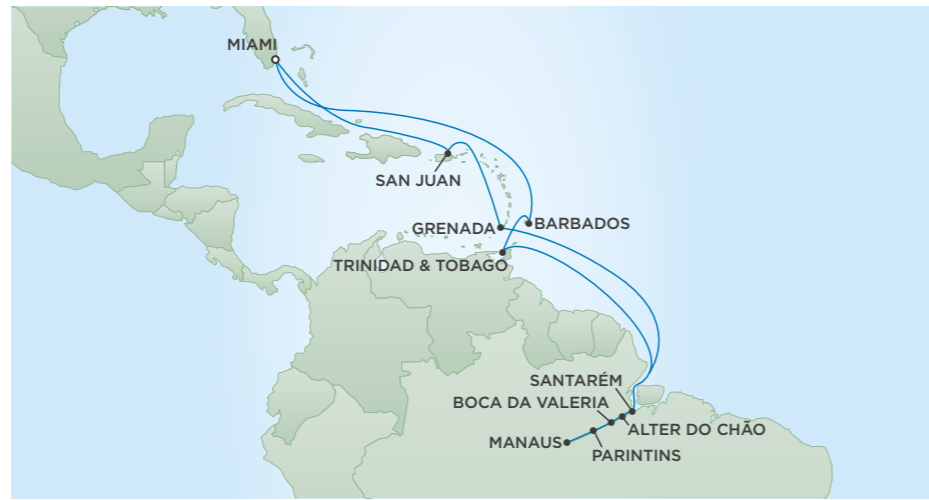 MIAMI
SAN JUAN
GRENADA
BARBADOS
TRINIDAD & TOBAGO
SANTARÉM
BOCA DA VALERIA
ALTER DO CHÃO
MANAUS
PARINTINS